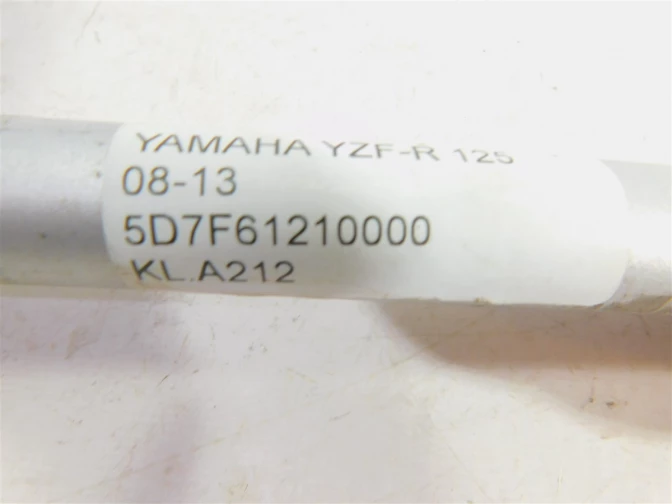 YAMAHA YZF-R 125
08-13
5D7F61210000
KL.A212